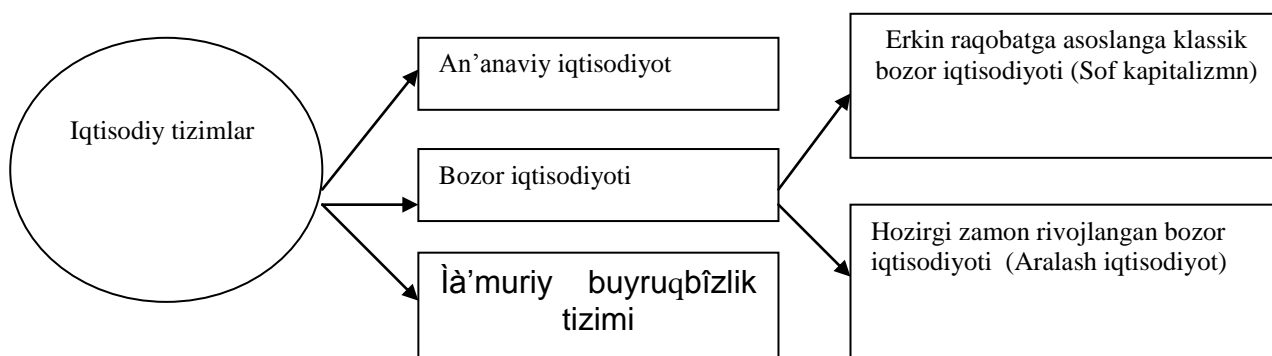 Iqtisodiy tizimlar
An’anaviy iqtisodiyot
Bozor iqtisodiyoti
Ìà’muriy buyruqbîzlik
tizimi
Erkin raqobatga asoslanga klassik
bozor iqtisodiyoti (Sof kapitalizmn)
Hozirgi zamon rivojlangan bozor
iqtisodiyoti (Aralash iqtisodiyot)